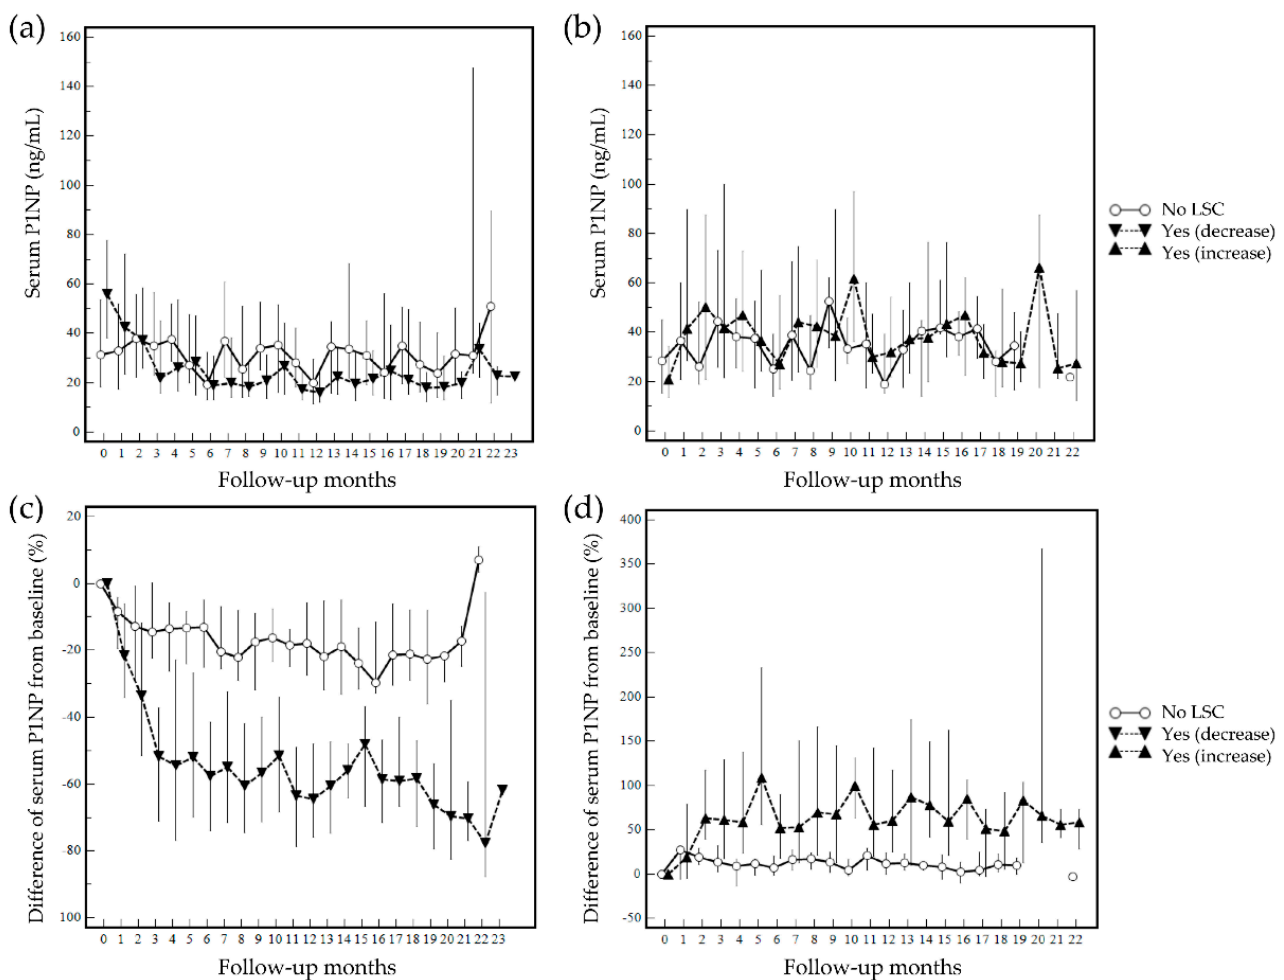 (a)
160
140
120
100
80
60
40
20
0
Serum P1NP (ng/mL)
0 1 2 3 4 5 6 7 8 9 10 11 12 13 14 15 16 17 18 19 20 21 22 23
Follow-up months
(b)
160
140
120
100
80
60
40
20
0
Serum P1NP (ng/mL)
0 1 2 3 4 5 6 7 8 9 10 11 12 13 14 15 16 17 18 19 20 21 22
Follow-up months
No LSC
Yes (decrease)
Yes (increase)
(c)
20
0
-20
-40
-60
-80
100
Difference of serum P1NP from baseline (%)
0 1 2 3 4 5 6 7 8 9 10 11 12 13 14 15 16 17 18 19 20 21 22 23
Follow-up months
(d)
400
350
300
250
200
150
100
50
0
-50
Difference of serum P1NP from baseline (%)
0 1 2 3 4 5 6 7 8 9 10 11 12 13 14 15 16 17 18 19 20 21 22
Follow-up months
No LSC
Yes (decrease)
Yes (increase)